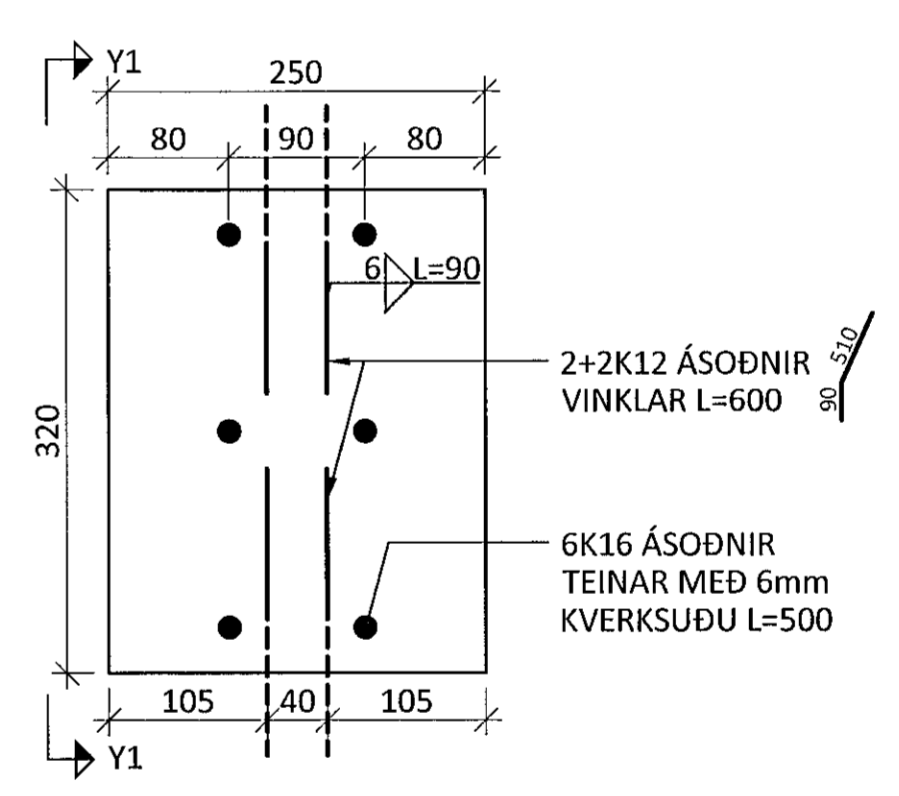 Y1
250
80
90
80
6 L=90
2+2K12 ÁSOÐNIR
VINKLAR L=600
510
90
320
6K16 ÁSOÐNIR
TEINAR MEÐ 6mm
KVERKSUÐU L=500
105
40
105
Y1